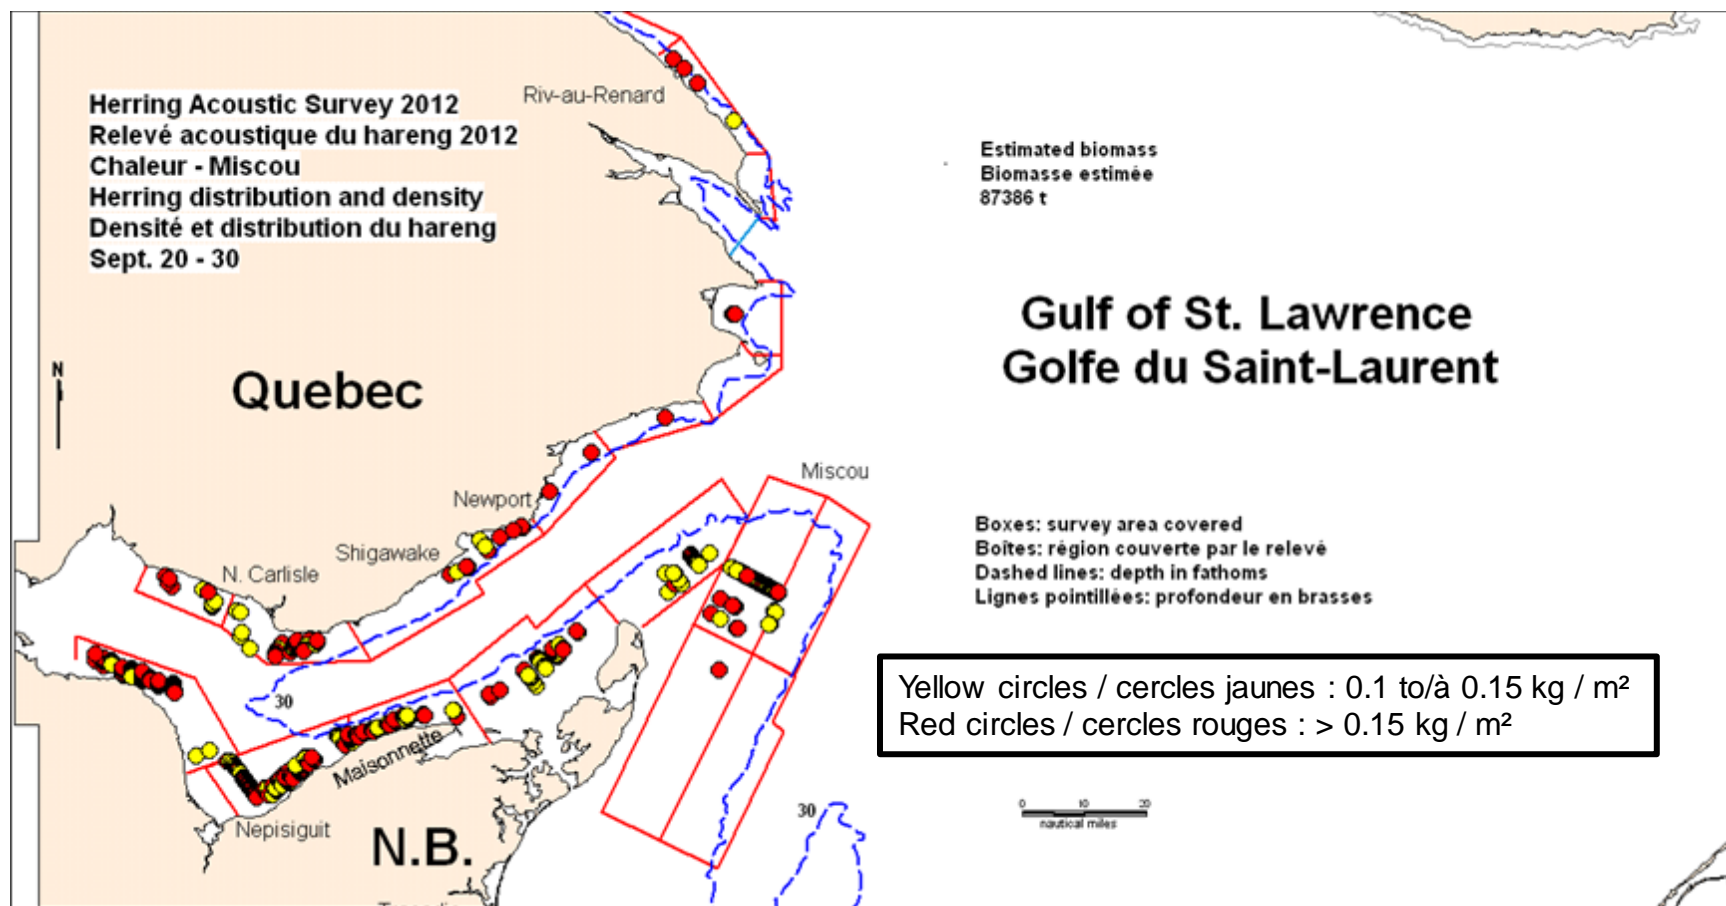 Herring Acoustic Survey 2012
Relevé acoustique du hareng 2012
Chaleur - Miscou
Herring distribution and density
Densité et distribution du hareng
Sept. 20 - 30
Riv-au-Renard
Estimated biomass
Biomasse estimée
87386 t
Gulf of St. Lawrence
Golfe du Saint-Laurent
N
Quebec
Miscou
Newport
Shigawake
N. Carlisle
Boxes: survey area covered
Boîtes: région couverte par le relevé
Dashed lines: depth in fathoms
Lignes pointillées: profondeur en brasses
Yellow circles / cercles jaunes : 0.1 to/à 0.15 kg / m²
Red circles / cercles rouges : > 0.15 kg / m²
30
Maisonnette
Nepisiguit
N.B.
30
0 10 20
nautical miles